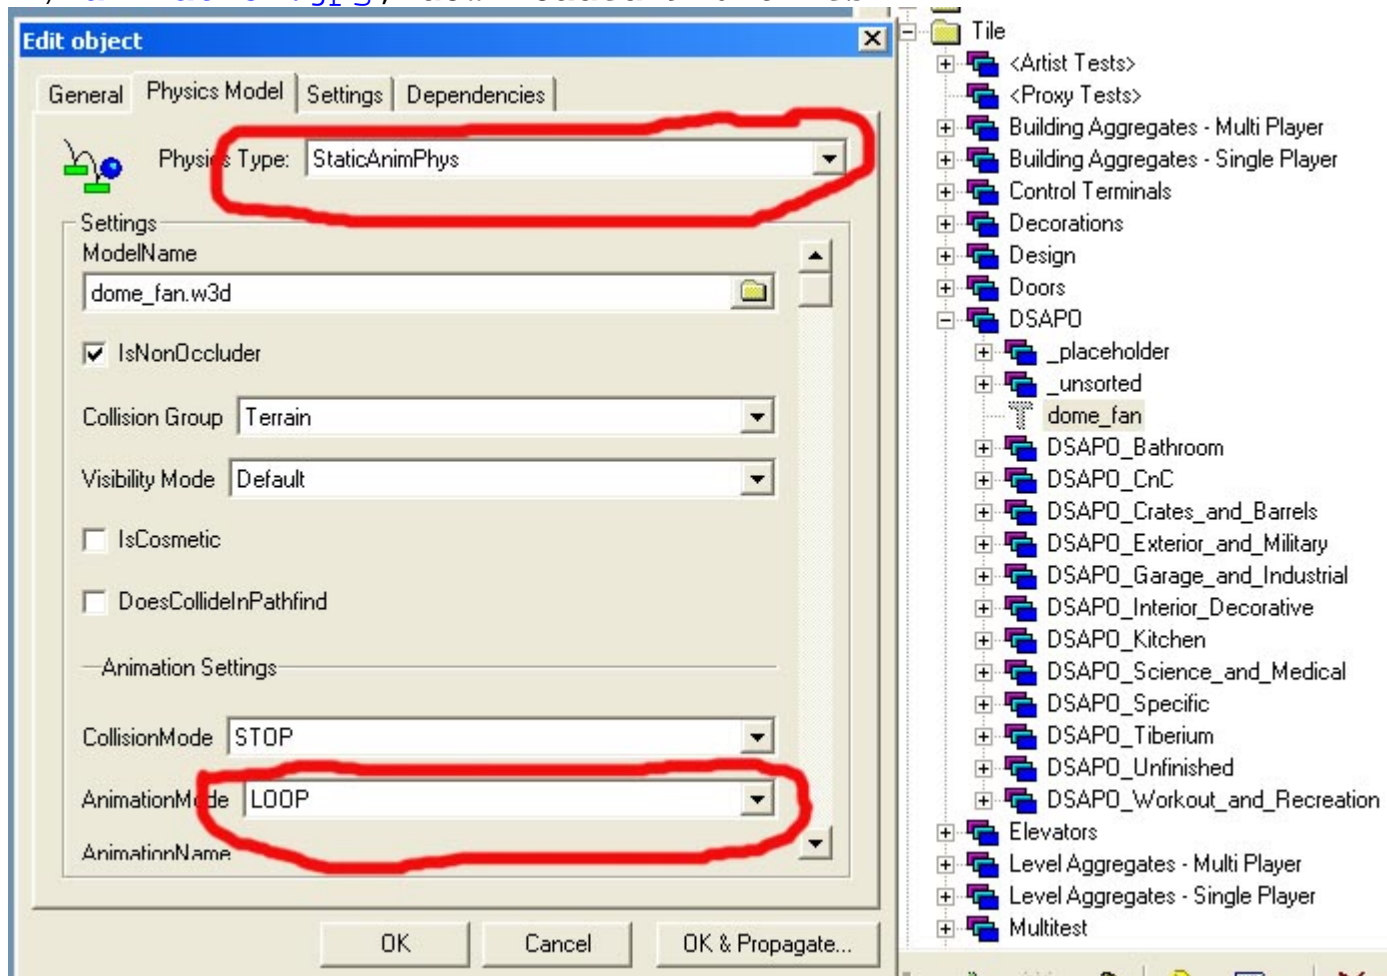 Edit object
General Physics Model Settings Dependencies
Physics Type: StaticAnimPhys
Settings
ModelName
dome_fan.w3d
IsNonOccluder
Collision Group Terrain
Visibility Mode Default
IsCosmetic
DoesCollideInPathfind
Animation Settings
CollisionMode STOP
AnimationMode LOOP
AnimationName
OK Cancel OK & Propagate...
Tile
<Artist Tests>
<Proxy Tests>
Building Aggregates - Multi Player
Building Aggregates - Single Player
Control Terminals
Decorations
Design
Doors
DSAPO
_placeholder
_unsorted
dome_fan
DSAPO_Bathroom
DSAPO_CnC
DSAPO_Crates_and_Barrels
DSAPO_Exterior_and_Military
DSAPO_Garage_and_Industrial
DSAPO_Interior_Decorative
DSAPO_Kitchen
DSAPO_Science_and_Medical
DSAPO_Specific
DSAPO_Tiberium
DSAPO_Unfinished
DSAPO_Workout_and_Recreation
Elevators
Level Aggregates - Multi Player
Level Aggregates - Single Player
Multitest